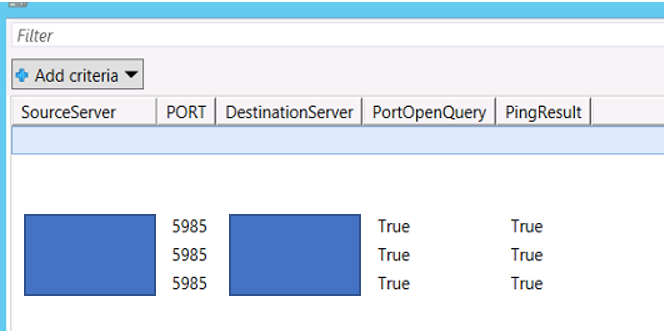 Filter
Add criteria
SourceServer PORT DestinationServer PortOpenQuery PingResult
5985 True True
5985 True True
5985 True True